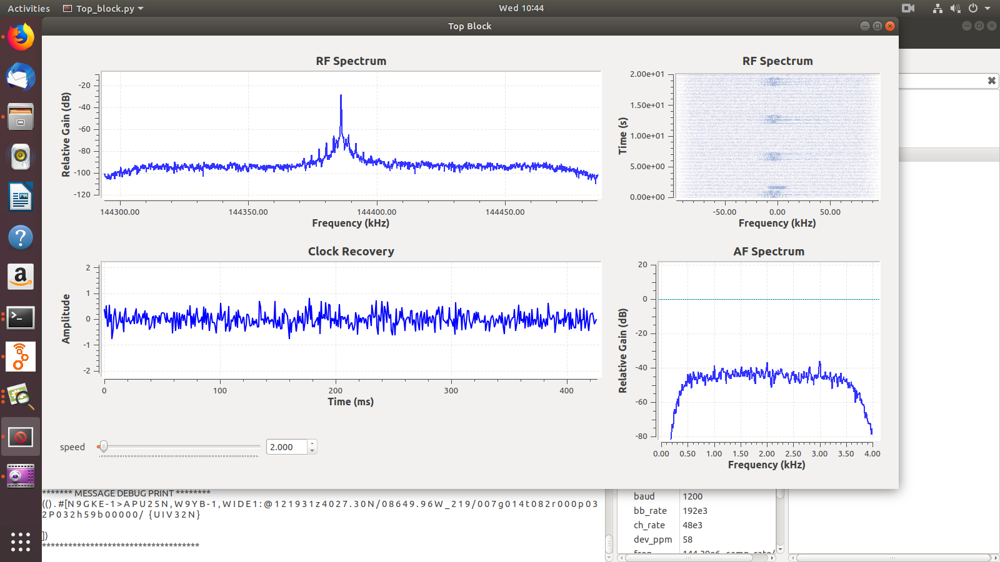 Activities Top_block.py Wed 10:44
Top Block
RF Spectrum
Relative Gain (dB)
-20
-40
-60
-80
-100
-120
144300.00 144350.00 144400.00 144450.00
Frequency (kHz)
RF Spectrum
Time (s)
2.00e+01
1.50e+01
1.00e+01
5.00e+00
0.00e+00
-50.00 0.00 50.00
Frequency (kHz)
Clock Recovery
Amplitude
2
1
0
-1
-2
0 100 200 300 400
Time (ms)
AF Spectrum
Relative Gain (dB)
20
0
-20
-40
-60
-80
0.00 0.50 1.00 1.50 2.00 2.50 3.00 3.50 4.00
Frequency (kHz)
speed 2.000
******* MESSAGE DEBUG PRINT ********
(().#[N9GKE-1>APU25N,W9YB-1,WIDE1:@121931z4027.30N/08649.96W_219/007g014t082r000p03
2P032h59b00000/ {UIV32N}
])
************************************
baud 1200
bb_rate 192e3
ch_rate 48e3
dev_ppm 58